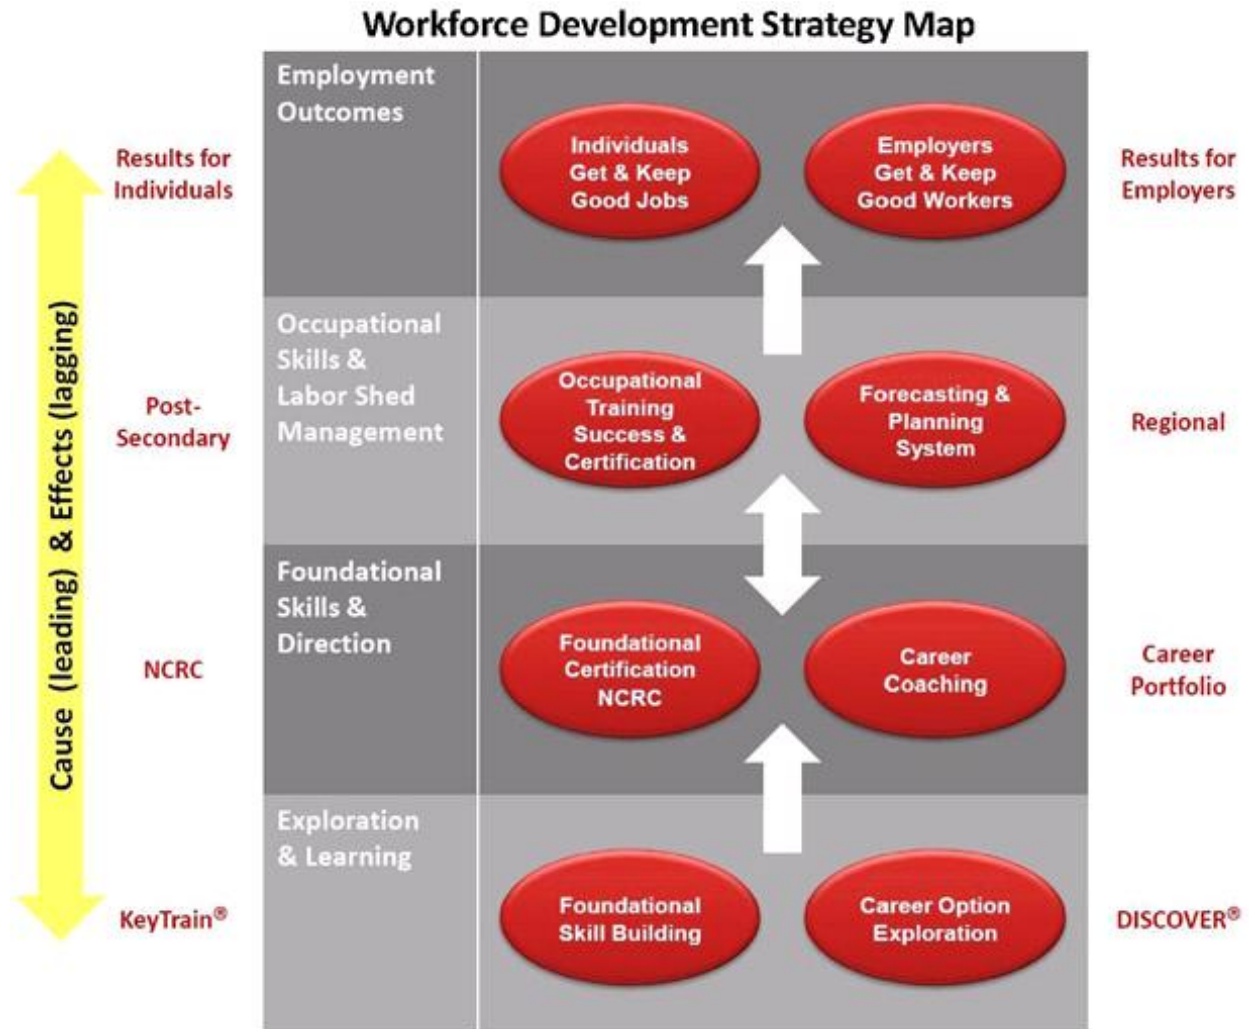 Workforce Development Strategy Map
Cause (leading) & Effects (lagging)
Results for
Individuals
Employment
Outcomes
Individuals
Get & Keep
Good Jobs
Employers
Get & Keep
Good Workers
Results for
Employers
Post-
Secondary
Occupational
Skills &
Labor Shed
Management
Occupational
Training
Success &
Certification
Forecasting &
Planning
System
Regional
NCRC
Foundational
Skills &
Direction
Foundational
Certification
NCRC
Career
Coaching
Career
Portfolio
KeyTrain®
Exploration
& Learning
Foundational
Skill Building
Career Option
Exploration
DISCOVER®